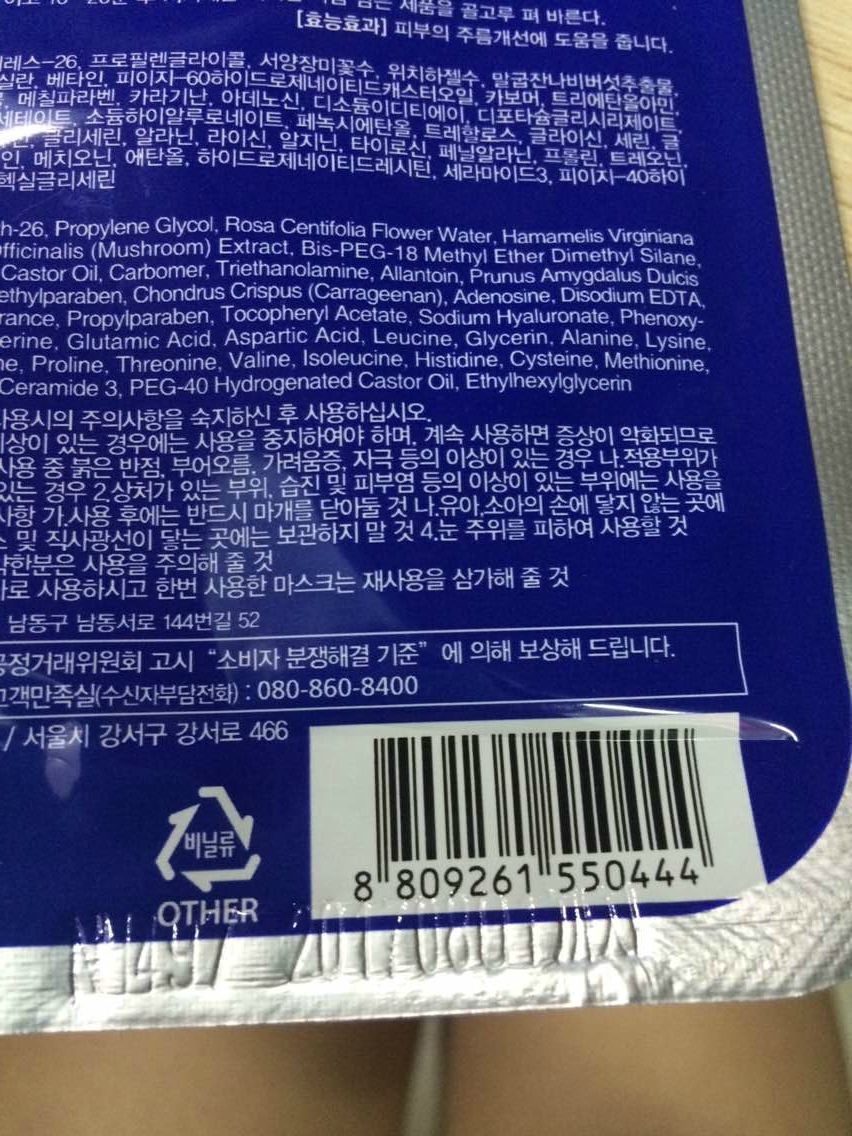 제품을 골고루 펴 바른다.
[효능효과] 피부의 주름개선에 도움을 줍니다.
레스-26, 프로필렌글라이콜, 서양장미꽃수, 위치하젤수, 말굽잔나비버섯추출물,
실란, 베타인, 피이지-60하이드로제네이티드캐스터오일, 카보머, 트리에탄올아민,
메칠파라벤, 카라기난, 아데노신, 디소듐이디티에이, 디포타슘글리시리제이트,
세테이트, 소듐하이알루로네이트, 페녹시에탄올, 트레할로스, 글라이신, 세린, 글
글리세린, 알라닌, 라이신, 알지닌, 타이로신, 페닐알라닌, 프롤린, 트레오닌,
인, 메치오닌, 에탄올, 하이드로제네이티드레시틴, 세라마이드3, 피이지-40하이
헥실글리세린
th-26, Propylene Glycol, Rosa Centifolia Flower Water, Hamamelis Virginiana
Officinalis (Mushroom) Extract, Bis-PEG-18 Methyl Ether Dimethyl Silane,
Castor Oil, Carbomer, Triethanolamine, Allantoin, Prunus Amygdalus Dulcis
ethylparaben, Chondrus Crispus (Carrageenan), Adenosine, Disodium EDTA,
rance, Propylparaben, Tocopheryl Acetate, Sodium Hyaluronate, Phenoxy-
erine, Glutamic Acid, Aspartic Acid, Leucine, Glycerin, Alanine, Lysine,
ne, Proline, Threonine, Valine, Isoleucine, Histidine, Cysteine, Methionine,
Ceramide 3, PEG-40 Hydrogenated Castor Oil, Ethylhexylglycerin
사용시의 주의사항을 숙지하신 후 사용하십시오.
이상이 있는 경우에는 사용을 중지하여야 하며, 계속 사용하면 증상이 악화되므로
사용 중 붉은 반점, 부어오름, 가려움증, 자극 등의 이상이 있는 경우 나.적용부위가
있는 경우 2.상처가 있는 부위, 습진 및 피부염 등의 이상이 있는 부위에는 사용을
사항 가.사용 후에는 반드시 마개를 닫아둘 것 나.유아.소아의 손에 닿지 않는 곳에
및 직사광선이 닿는 곳에는 보관하지 말 것 4.눈 주위를 피하여 사용할 것
약한분은 사용을 주의해 줄 것
바로 사용하시고 한번 사용한 마스크는 재사용을 삼가해 줄 것
남동구 남동서로 144번길 52
공정거래위원회 고시 “소비자 분쟁해결 기준” 에 의해 보상해 드립니다.
고객만족실(수신자부담전화) : 080-860-8400
/ 서울시 강서구 강서로 466
비닐류
OTHER
8 809261 550444